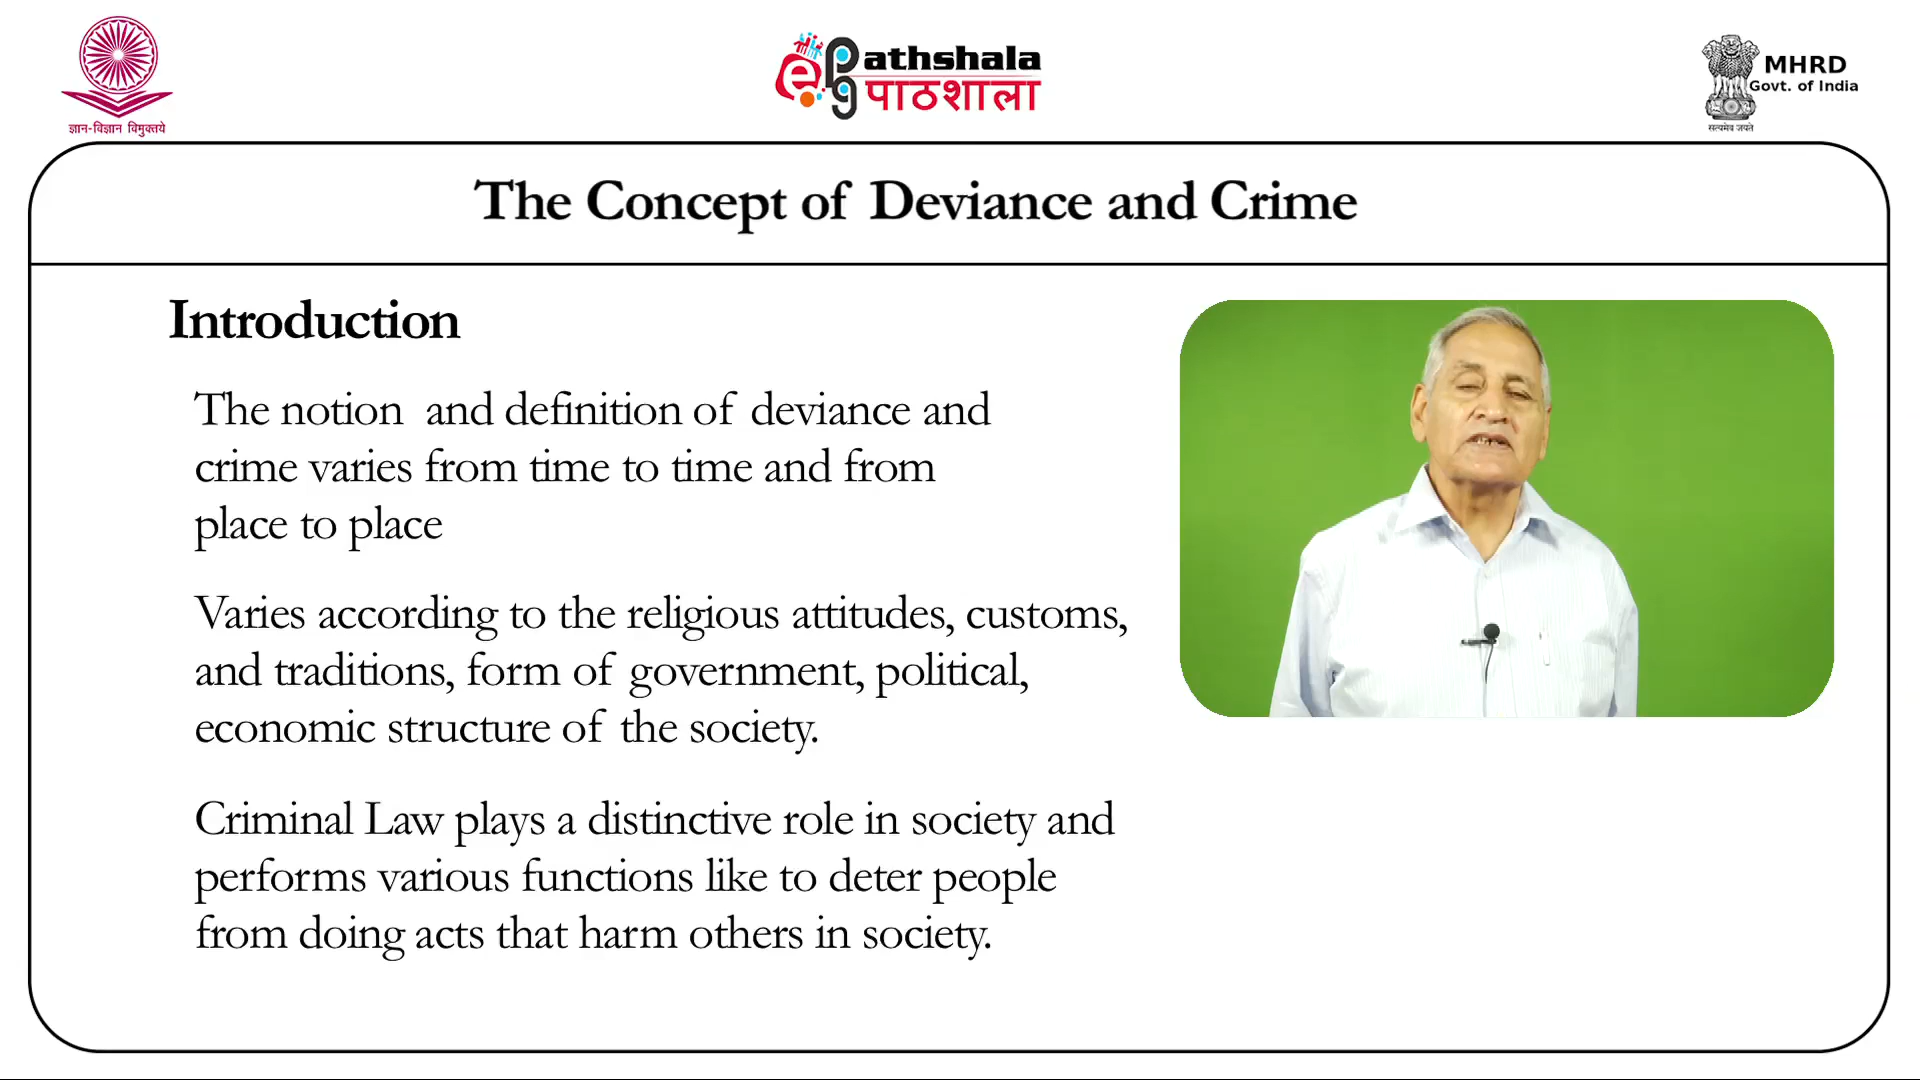 ज्ञान-विज्ञान विमुक्तये
e Pg athshala
पाठशाला
MHRD
Govt. of India
सत्यमेव जयते
The Concept of Deviance and Crime
Introduction
The notion and definition of deviance and
crime varies from time to time and from
place to place
Varies according to the religious attitudes, customs,
and traditions, form of government, political,
economic structure of the society.
Criminal Law plays a distinctive role in society and
performs various functions like to deter people
from doing acts that harm others in society.